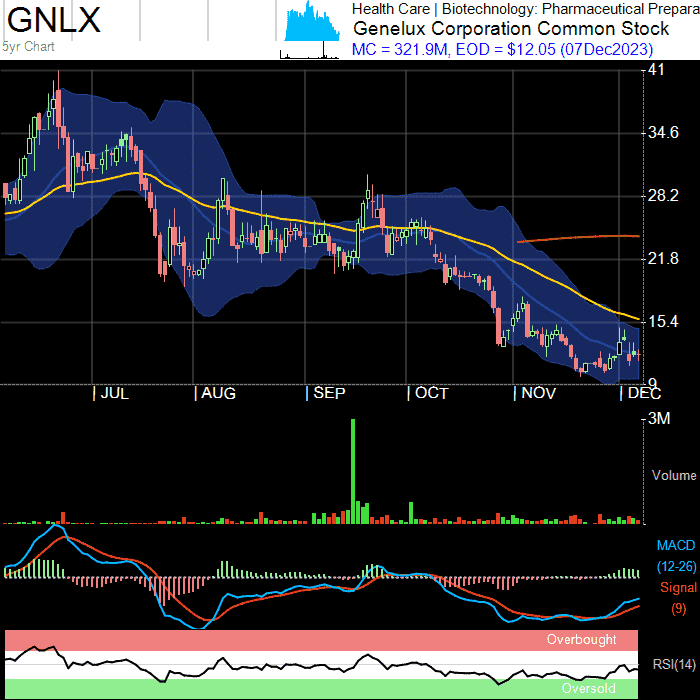 GNLX
5yr Chart
Health Care | Biotechnology: Pharmaceutical Prepara
Genelux Corporation Common Stock
MC = 321.9M, EOD = $12.05 (07Dec2023)
41
34.6
28.2
21.8
15.4
9
| JUL | AUG | SEP | OCT | NOV | DEC
3M
Volume
MACD
(12-26)
Signal
(9)
Overbought
RSI(14)
Oversold